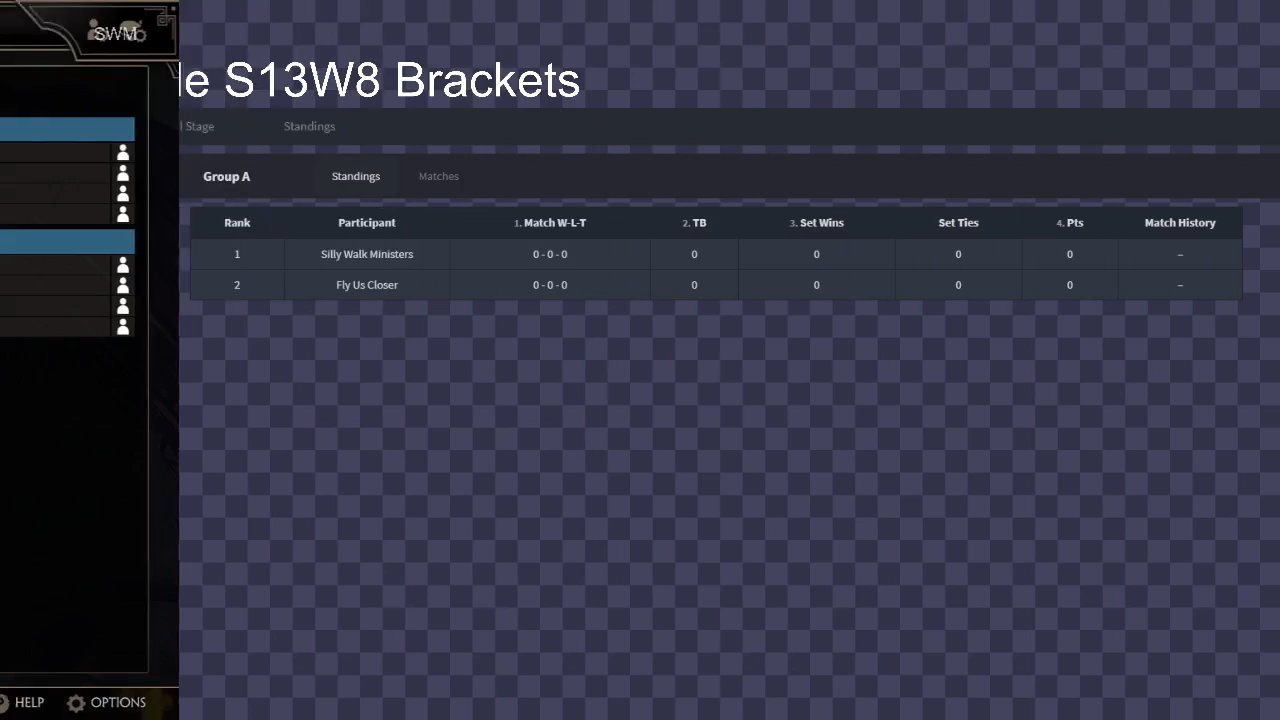 SWM
S13W8 Brackets
Stage Standings
Group A Standings Matches
Rank Participant 1. Match W-L-T 2. TB 3. Set Wins Set Ties 4. Pts Match History
1 Silly Walk Ministers 0 - 0 - 0 0 0 0 0 –
2 Fly Us Closer 0 - 0 - 0 0 0 0 0 –
HELP OPTIONS